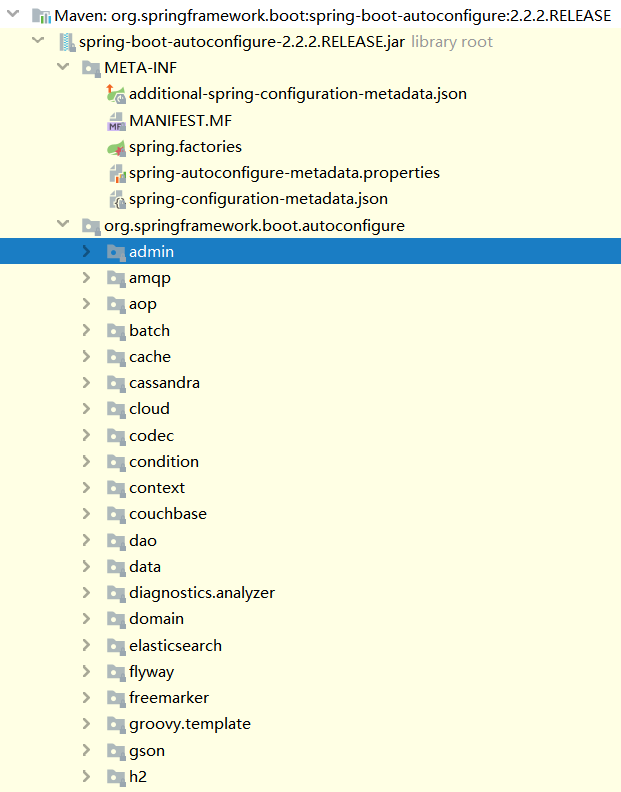 Maven: org.springframework.boot:spring-boot-autoconfigure:2.2.2.RELEASE
spring-boot-autoconfigure-2.2.2.RELEASE.jar library root
META-INF
additional-spring-configuration-metadata.json
MANIFEST.MF
spring.factories
spring-autoconfigure-metadata.properties
spring-configuration-metadata.json
org.springframework.boot.autoconfigure
admin
amqp
aop
batch
cache
cassandra
cloud
codec
condition
context
couchbase
dao
data
diagnostics.analyzer
domain
elasticsearch
flyway
freemarker
groovy.template
gson
h2